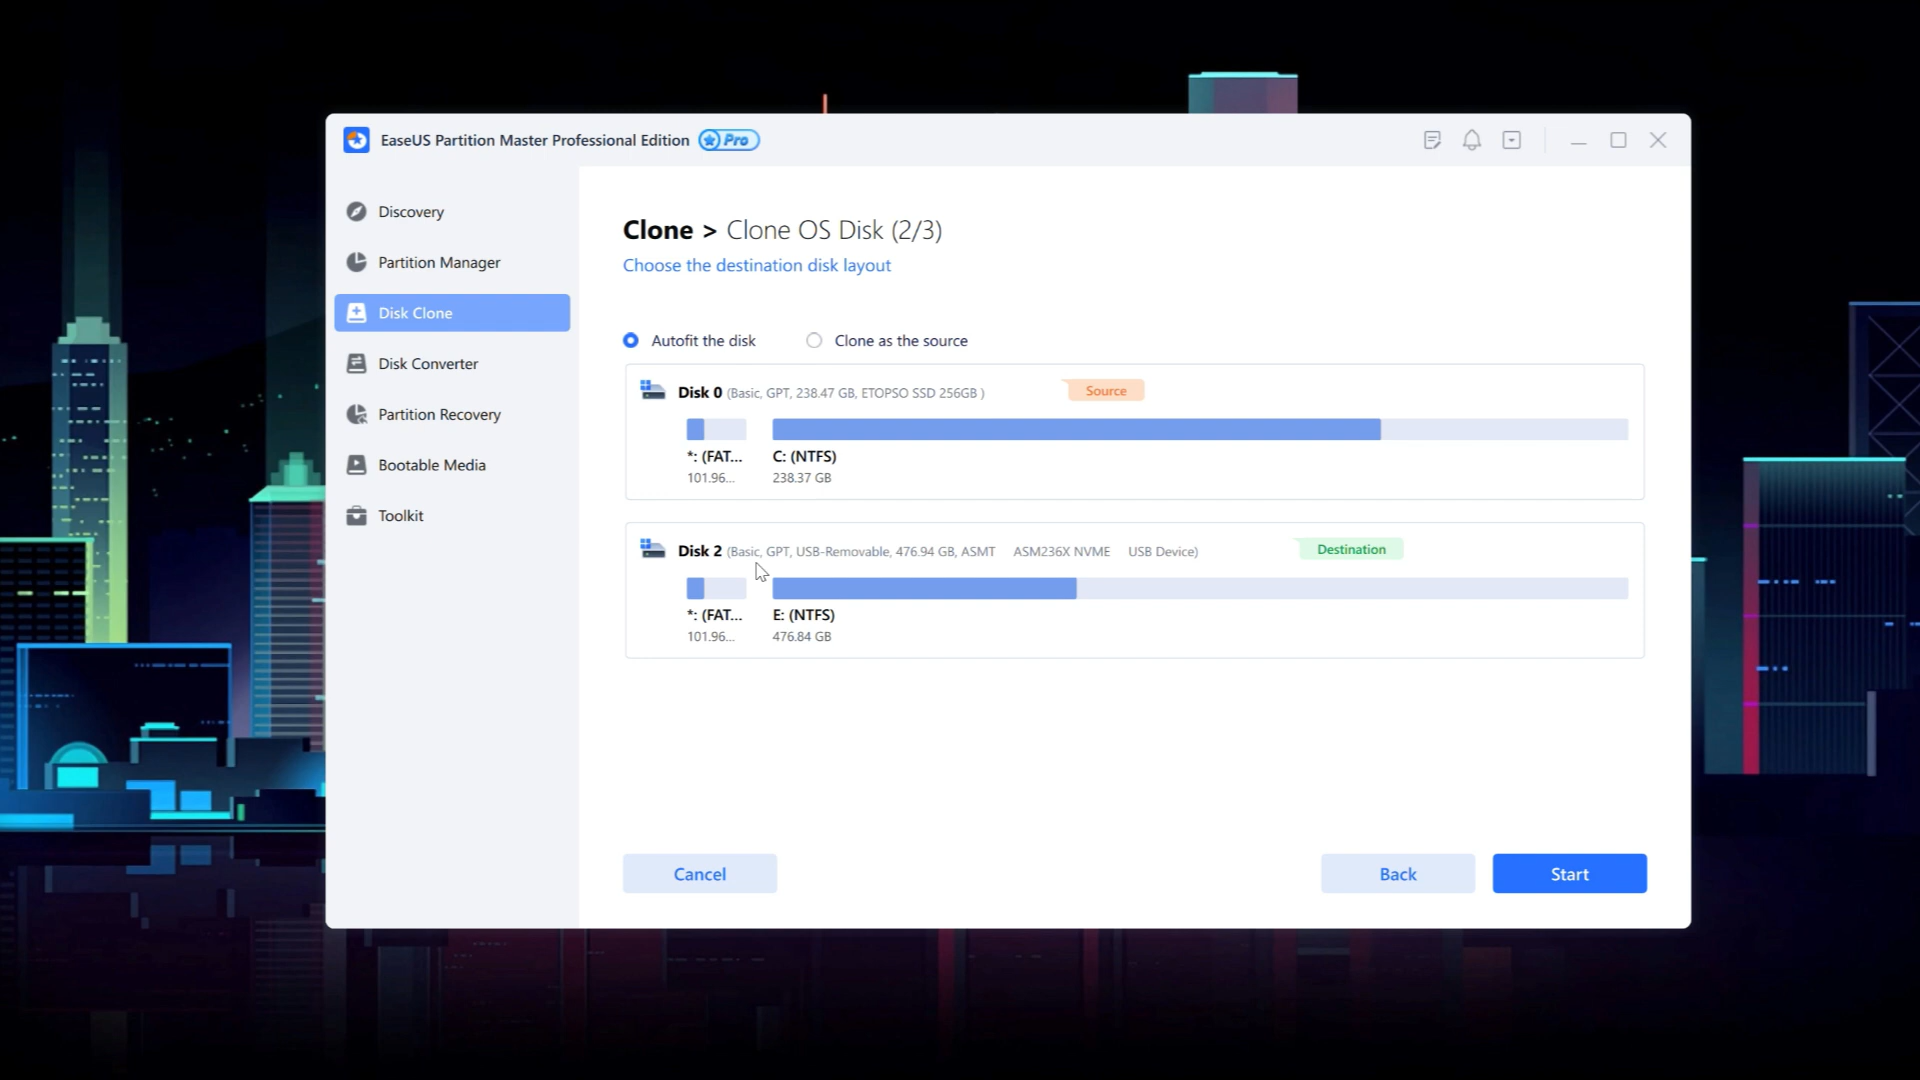 EaseUS Partition Master Professional Edition Pro
Discovery
Partition Manager
Disk Clone
Disk Converter
Partition Recovery
Bootable Media
Toolkit
Clone > Clone OS Disk (2/3)
Choose the destination disk layout
Autofit the disk Clone as the source
Disk 0 (Basic, GPT, 238.47 GB, ETOPSO SSD 256GB ) Source
*: (FAT... C: (NTFS)
101.96... 238.37 GB
Disk 2 (Basic, GPT, USB-Removable, 476.94 GB, ASMT ASM236X NVME USB Device) Destination
*: (FAT... E: (NTFS)
101.96... 476.84 GB
Cancel Back Start